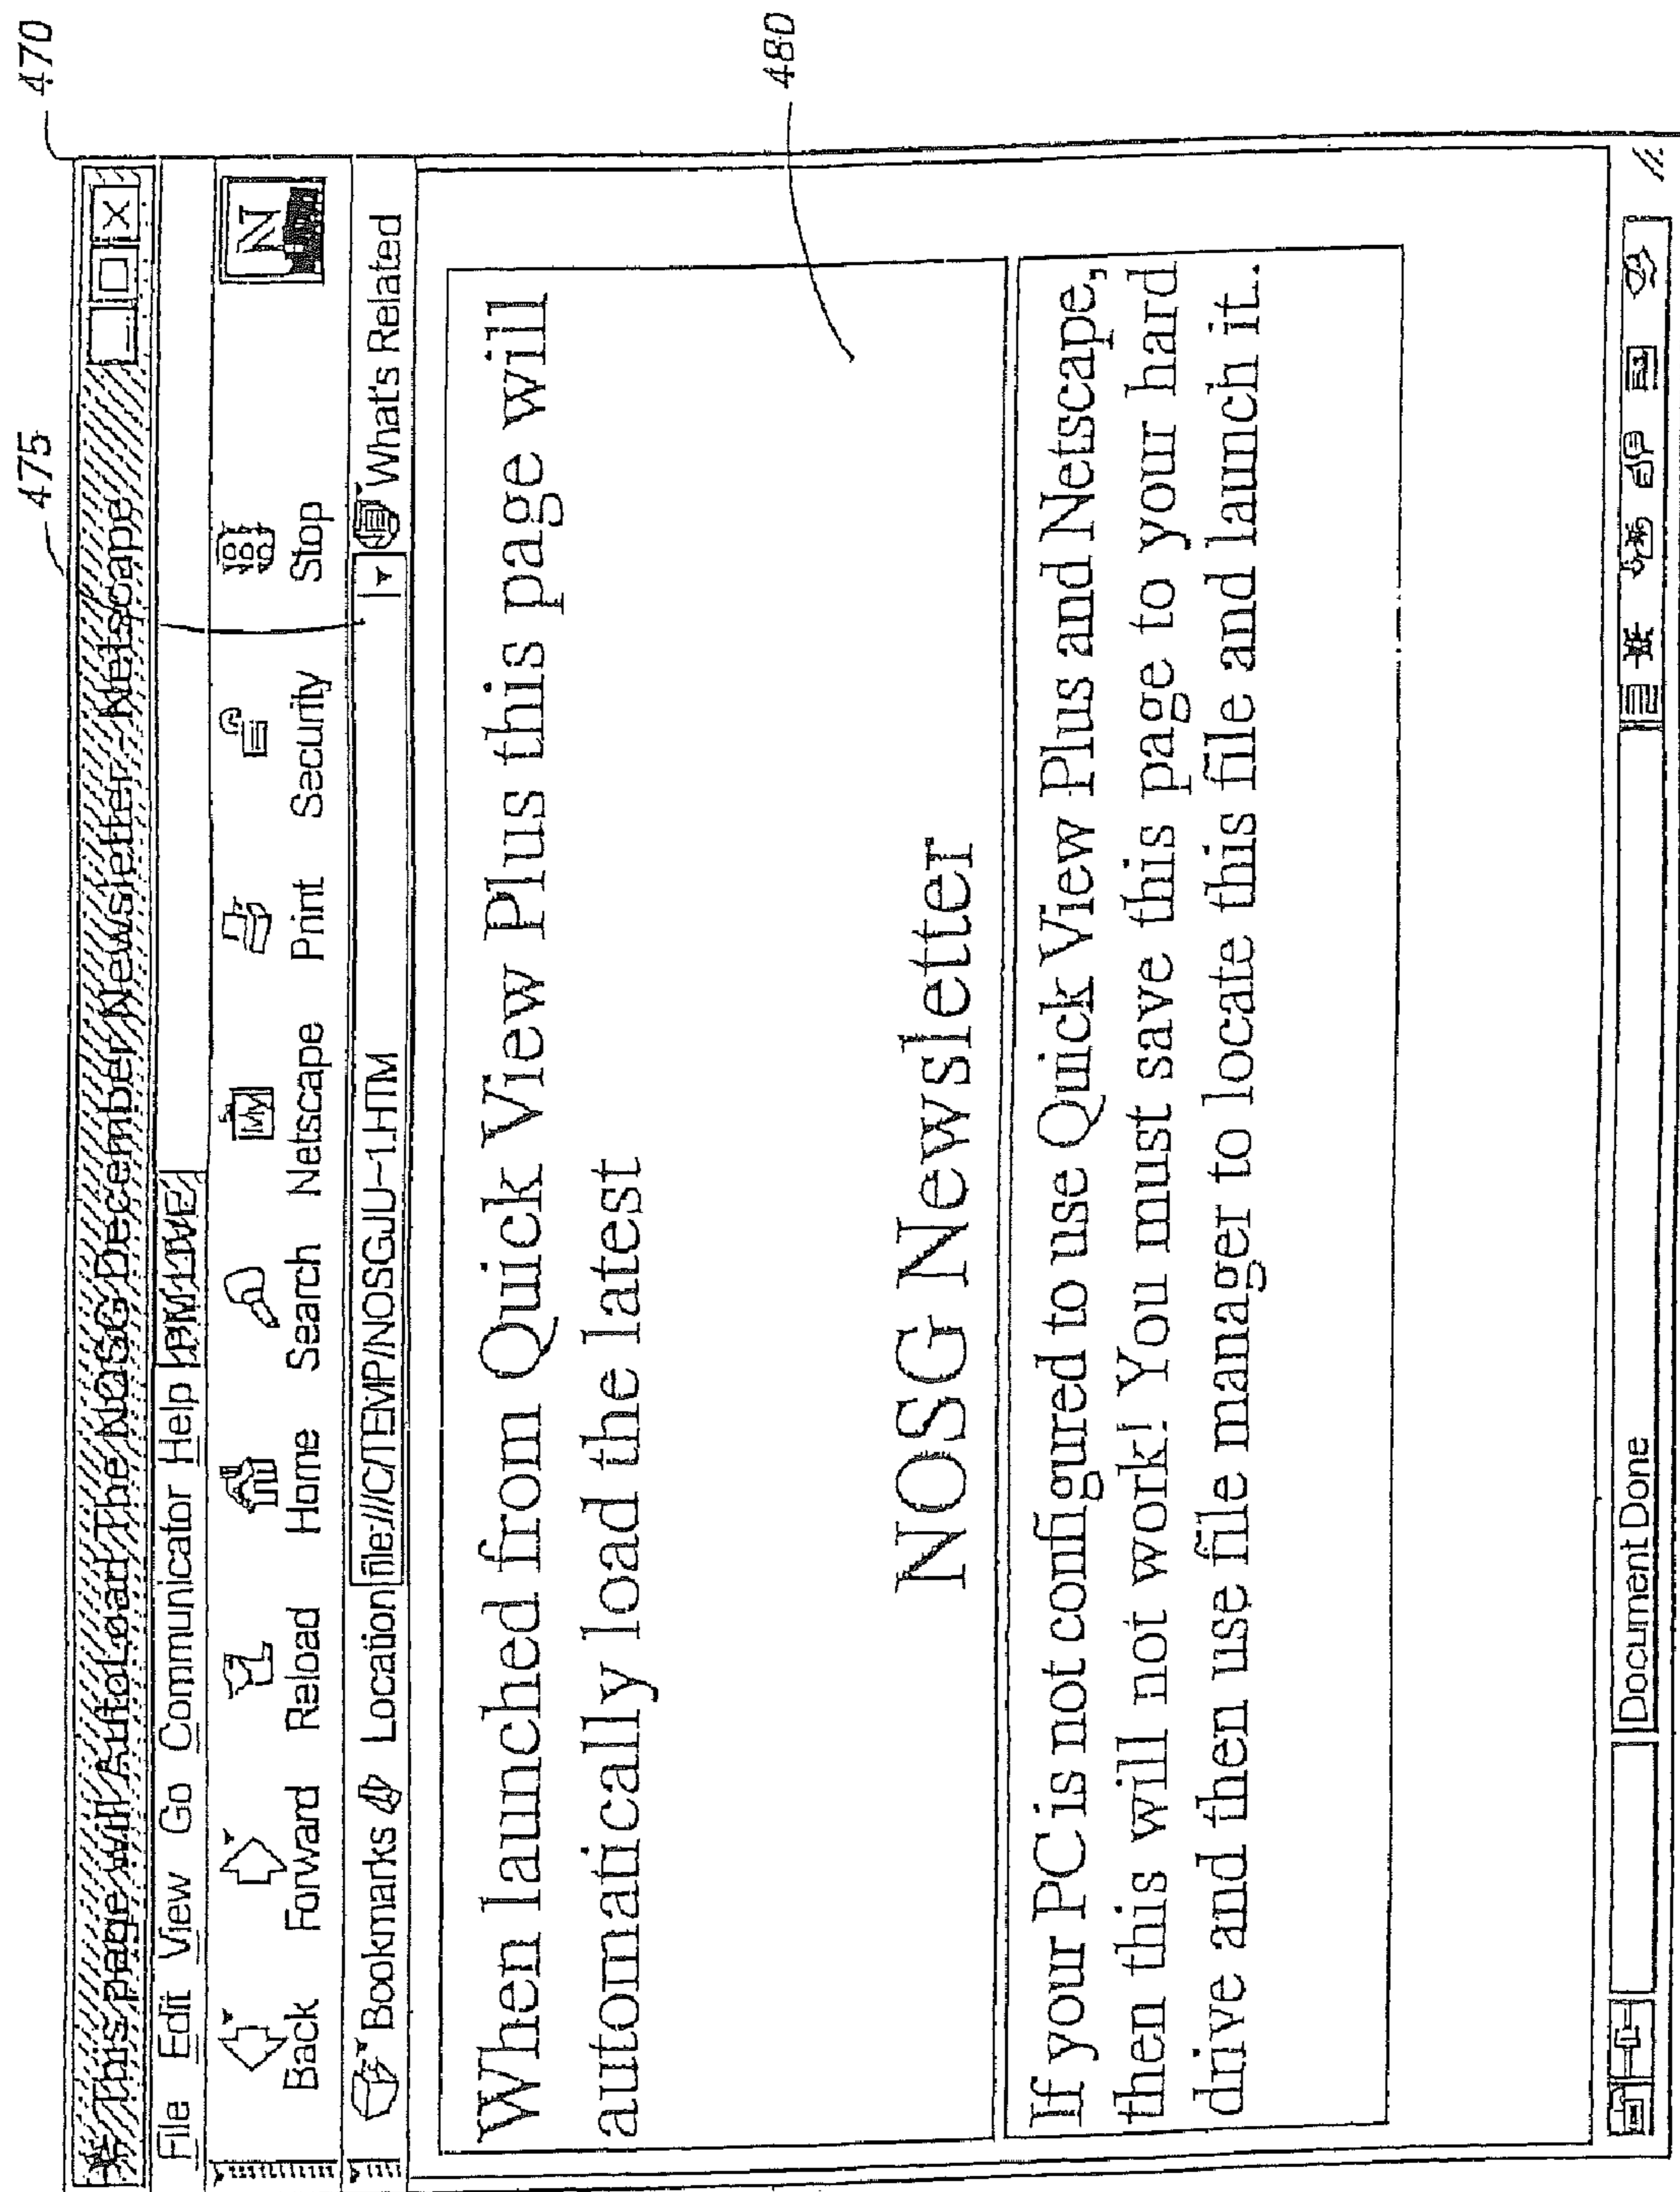 470
475
This page will AutoLoad The NOSG December Newsletter - Netscape
File Edit View Go Communicator Help
Back Forward Reload Home Search Netscape Print Security Stop
My
N
Bookmarks Location file:///C/TEMP/NOSGJU~1.HTM What's Related
When launched from Quick View Plus this page will
automatically load the latest
480
NOSG Newsletter
If your PC is not configured to use Quick View Plus and Netscape,
then this will not work! You must save this page to your hard
drive and then use file manager to locate this file and launch it.
Document Done